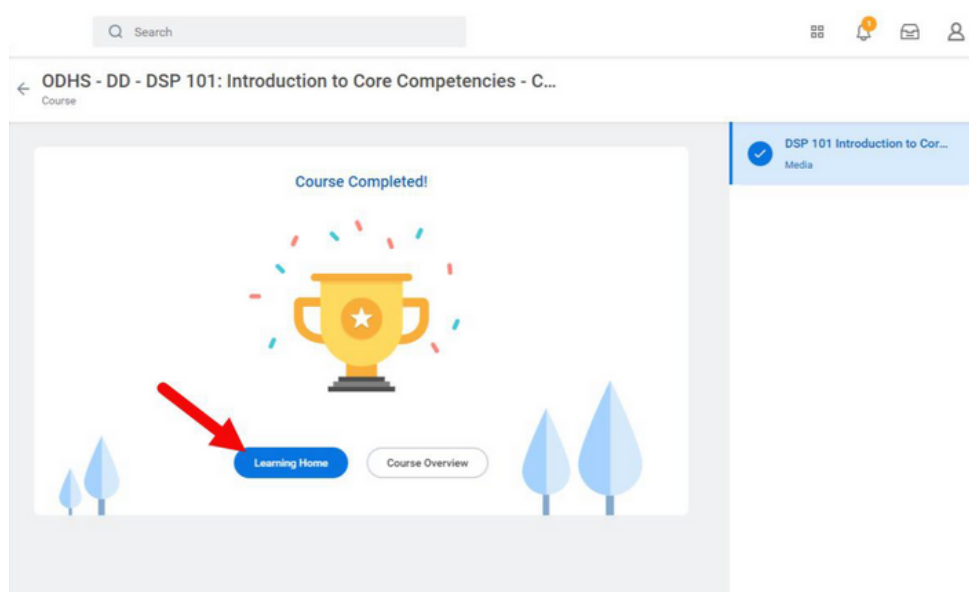 Search
1
ODHS - DD - DSP 101: Introduction to Core Competencies - C...
Course
DSP 101 Introduction to Cor...
Media
Course Completed!
Learning Home
Course Overview